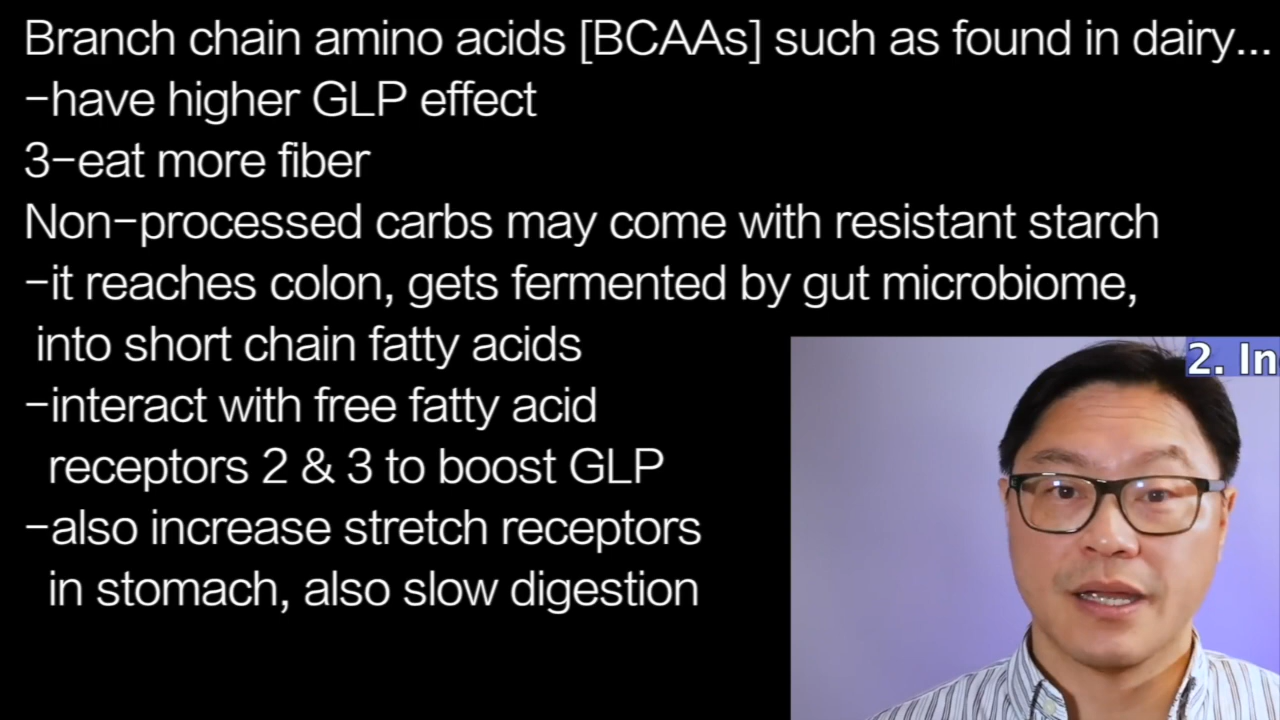 Branch chain amino acids [BCAAs] such as found in dairy...
-have higher GLP effect
3-eat more fiber
Non-processed carbs may come with resistant starch
-it reaches colon, gets fermented by gut microbiome,
into short chain fatty acids
-interact with free fatty acid
receptors 2 & 3 to boost GLP
-also increase stretch receptors
in stomach, also slow digestion
2. In